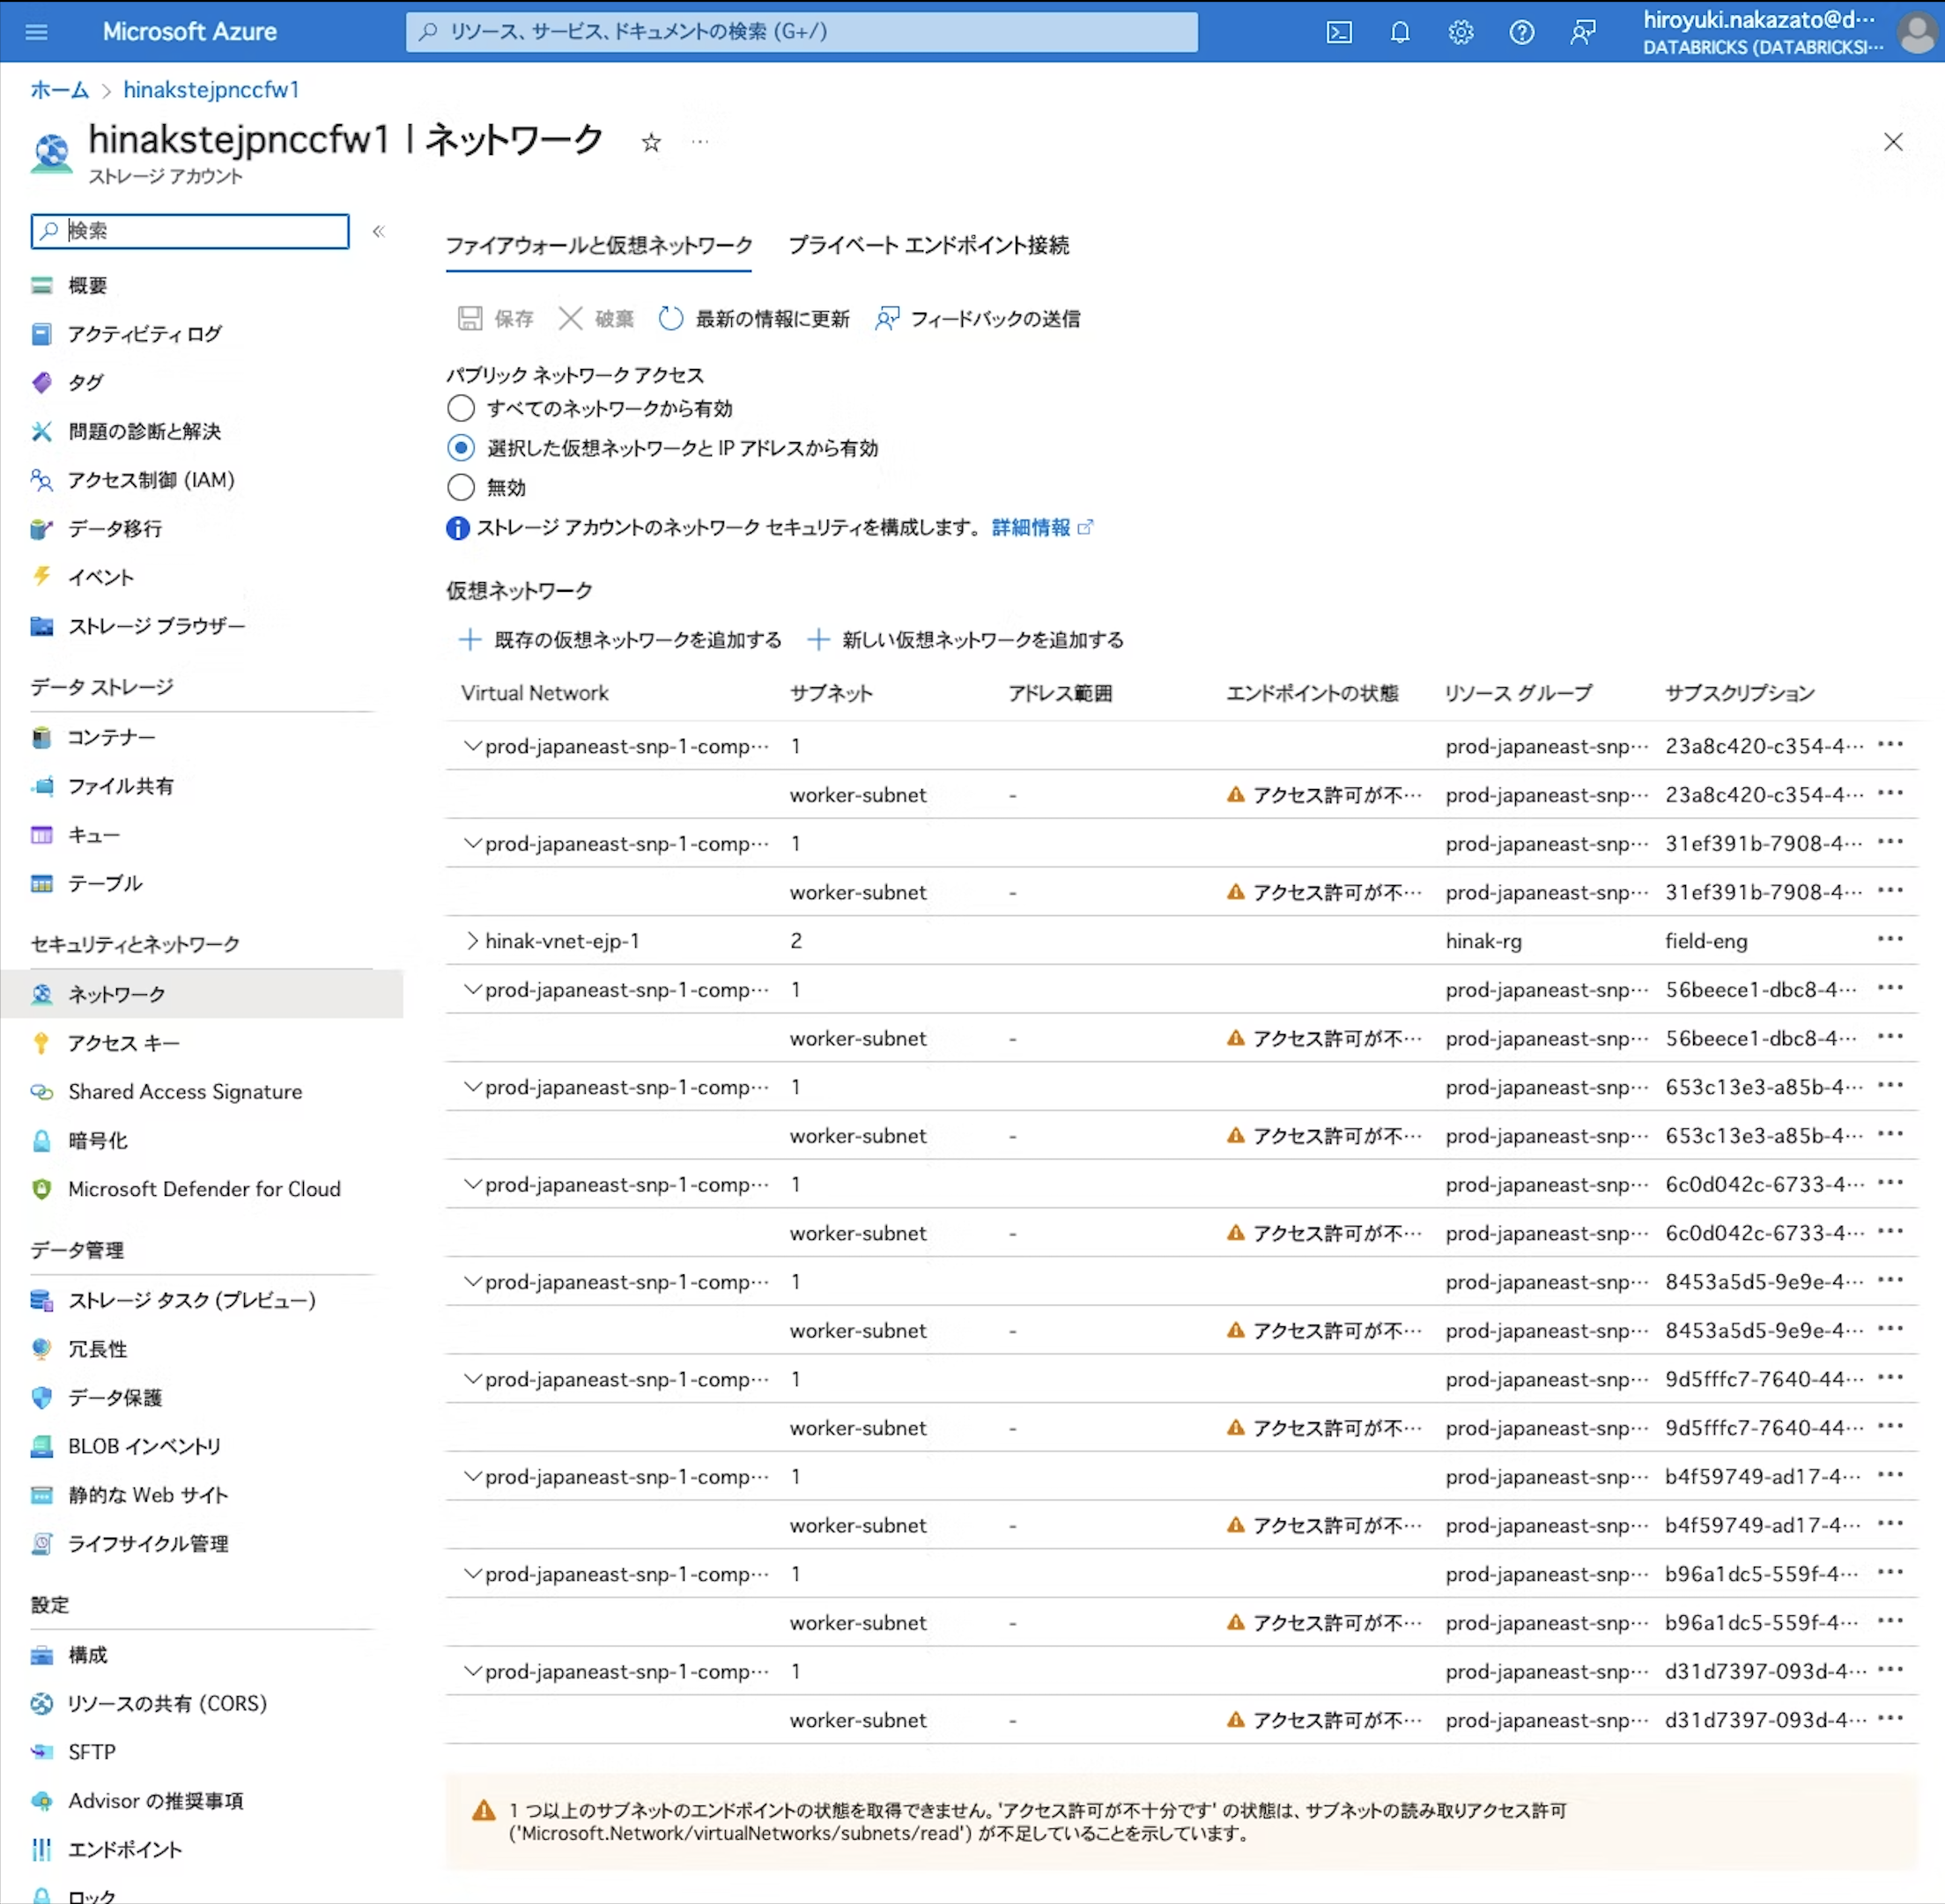 Microsoft Azure
リソース、サービス、ドキュメントの検索 (G+/)
hiroyuki.nakazato@d…
DATABRICKS (DATABRICKSI…
ホーム > hinakstejpnccfw1
hinakstejpnccfw1 | ネットワーク
ストレージ アカウント
検索
概要
アクティビティ ログ
タグ
問題の診断と解決
アクセス制御 (IAM)
データ移行
イベント
ストレージ ブラウザー
データ ストレージ
コンテナー
ファイル共有
キュー
テーブル
セキュリティとネットワーク
ネットワーク
アクセス キー
Shared Access Signature
暗号化
Microsoft Defender for Cloud
データ管理
ストレージ タスク (プレビュー)
冗長性
データ保護
BLOB インベントリ
静的な Web サイト
ライフサイクル管理
設定
構成
リソースの共有 (CORS)
SFTP
Advisor の推奨事項
エンドポイント
ロック
ファイアウォールと仮想ネットワーク プライベート エンドポイント接続
保存 破棄 最新の情報に更新 フィードバックの送信
パブリック ネットワーク アクセス
すべてのネットワークから有効
選択した仮想ネットワークと IP アドレスから有効
無効
ストレージ アカウントのネットワーク セキュリティを構成します。 詳細情報
仮想ネットワーク
既存の仮想ネットワークを追加する 新しい仮想ネットワークを追加する
Virtual Network サブネット アドレス範囲 エンドポイントの状態 リソース グループ サブスクリプション
prod-japaneast-snp-1-comp… 1 prod-japaneast-snp… 23a8c420-c354-4…
worker-subnet - アクセス許可が不… prod-japaneast-snp… 23a8c420-c354-4…
prod-japaneast-snp-1-comp… 1 prod-japaneast-snp… 31ef391b-7908-4…
worker-subnet - アクセス許可が不… prod-japaneast-snp… 31ef391b-7908-4…
hinak-vnet-ejp-1 2 hinak-rg field-eng
prod-japaneast-snp-1-comp… 1 prod-japaneast-snp… 56beece1-dbc8-4…
worker-subnet - アクセス許可が不… prod-japaneast-snp… 56beece1-dbc8-4…
prod-japaneast-snp-1-comp… 1 prod-japaneast-snp… 653c13e3-a85b-4…
worker-subnet - アクセス許可が不… prod-japaneast-snp… 653c13e3-a85b-4…
prod-japaneast-snp-1-comp… 1 prod-japaneast-snp… 6c0d042c-6733-4…
worker-subnet - アクセス許可が不… prod-japaneast-snp… 6c0d042c-6733-4…
prod-japaneast-snp-1-comp… 1 prod-japaneast-snp… 8453a5d5-9e9e-4…
worker-subnet - アクセス許可が不… prod-japaneast-snp… 8453a5d5-9e9e-4…
prod-japaneast-snp-1-comp… 1 prod-japaneast-snp… 9d5fffc7-7640-44…
worker-subnet - アクセス許可が不… prod-japaneast-snp… 9d5fffc7-7640-44…
prod-japaneast-snp-1-comp… 1 prod-japaneast-snp… b4f59749-ad17-4…
worker-subnet - アクセス許可が不… prod-japaneast-snp… b4f59749-ad17-4…
prod-japaneast-snp-1-comp… 1 prod-japaneast-snp… b96a1dc5-559f-4…
worker-subnet - アクセス許可が不… prod-japaneast-snp… b96a1dc5-559f-4…
prod-japaneast-snp-1-comp… 1 prod-japaneast-snp… d31d7397-093d-4…
worker-subnet - アクセス許可が不… prod-japaneast-snp… d31d7397-093d-4…
1 つ以上のサブネットのエンドポイントの状態を取得できません。'アクセス許可が不十分です' の状態は、サブネットの読み取りアクセス許可
('Microsoft.Network/virtualNetworks/subnets/read') が不足していることを示しています。